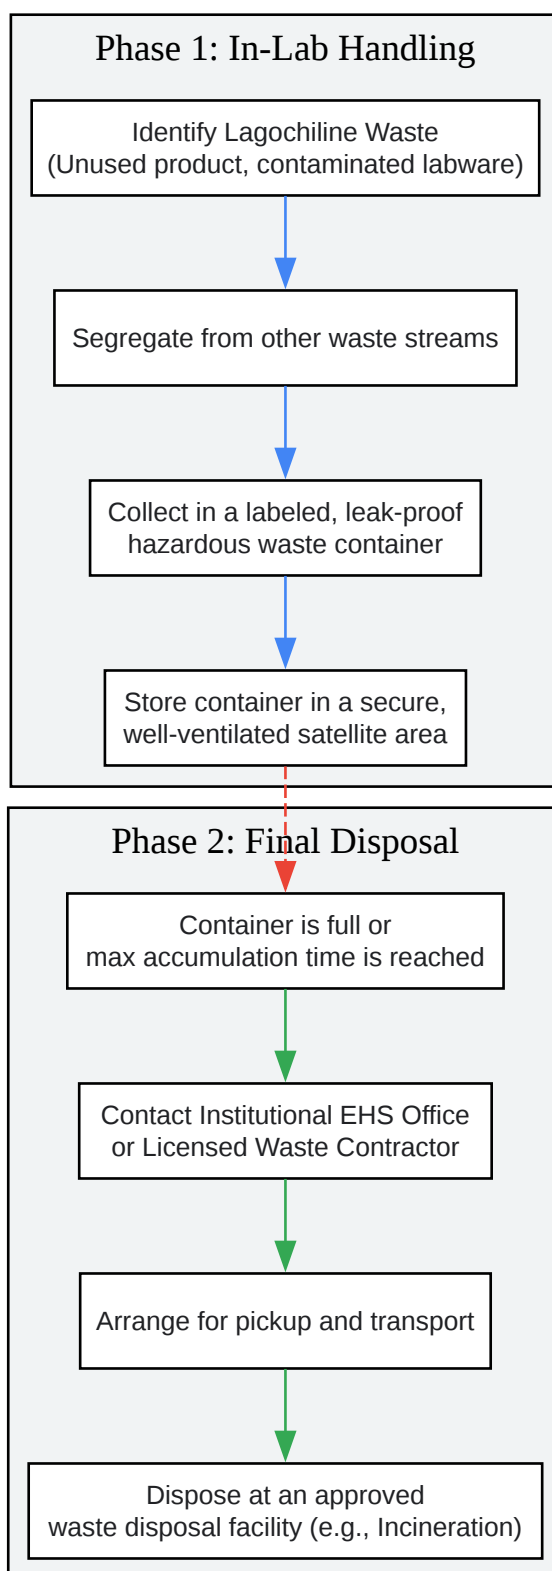 Phase 1: In-Lab Handling
Identify Lagochiline Waste
(Unused product, contaminated labware)
Segregate from other waste streams
Collect in a labeled, leak-proof
hazardous waste container
Store container in a secure,
well-ventilated satellite area
Phase 2: Final Disposal
Container is full or
max accumulation time is reached
Contact Institutional EHS Office
or Licensed Waste Contractor
Arrange for pickup and transport
Dispose at an approved
waste disposal facility (e.g., Incineration)